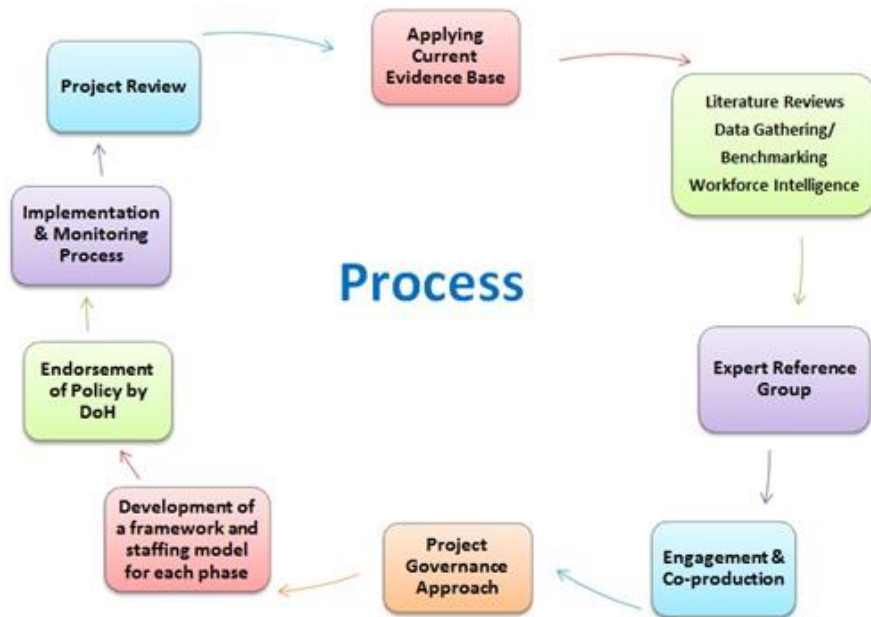 Applying
Current
Evidence Base
Literature Reviews
Data Gathering/
Benchmarking
Workforce Intelligence
Expert Reference
Group
Engagement &
Co-production
Project
Governance
Approach
Development of
a framework and
staffing model
for each phase
Endorsement
of Policy by
DoH
Implementation
& Monitoring
Process
Project Review
Process